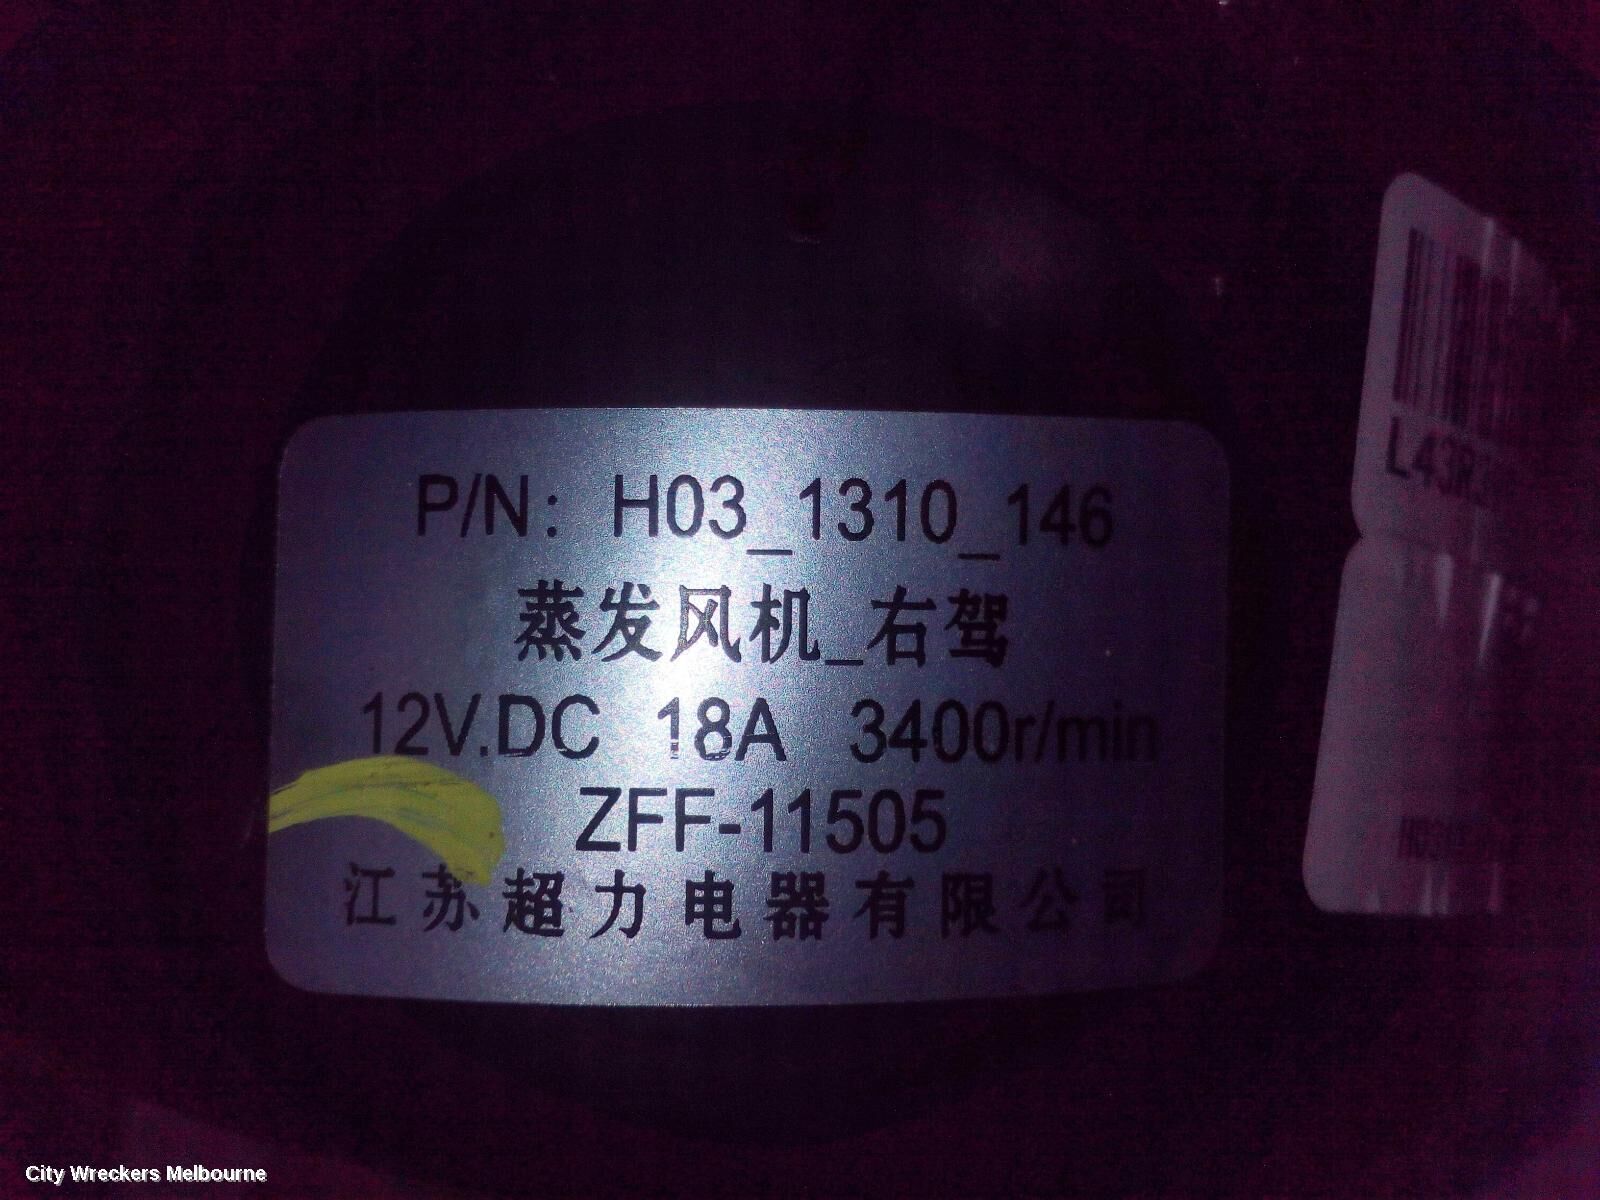 P/N: H03_1310_146
蒸发风机_右驾
12V.DC 18A 3400r/min
ZFF-11505
江苏超力电器有限公司
City Wreckers Melbourne